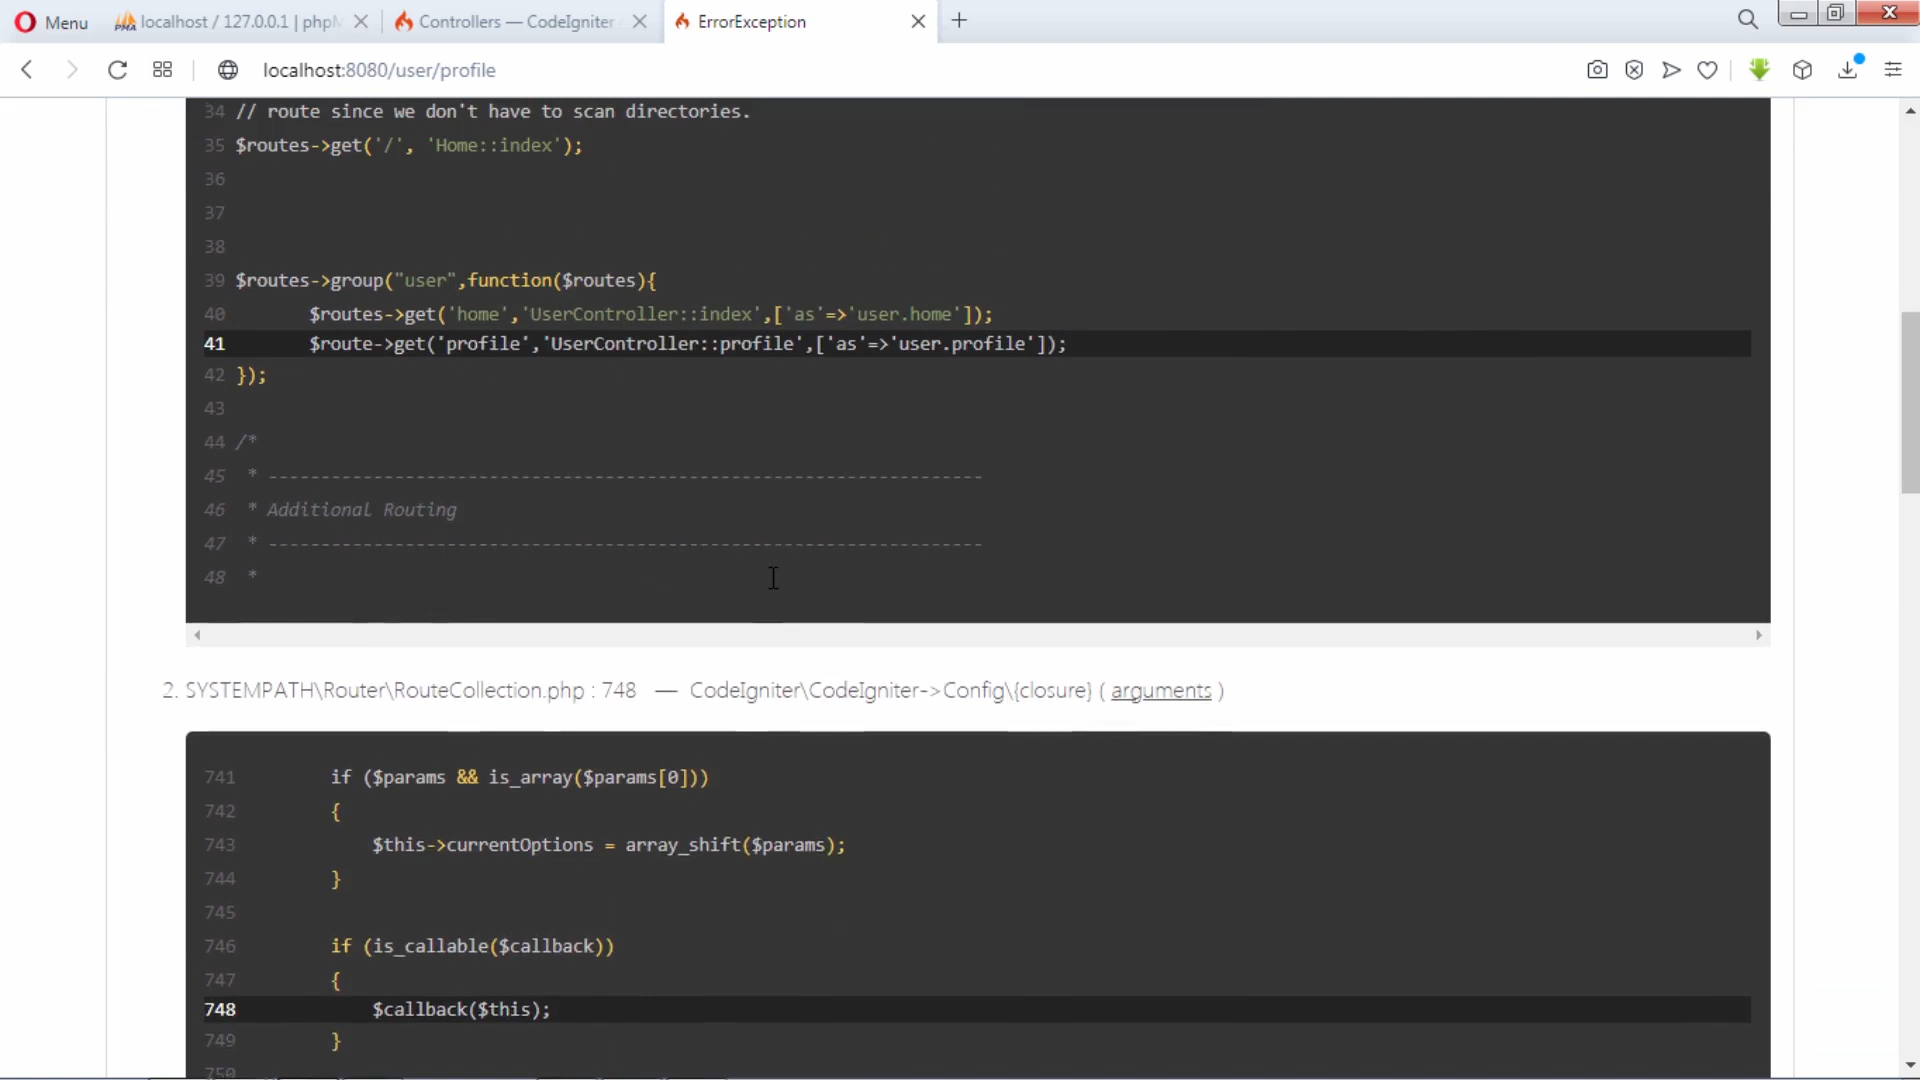 Menu
localhost / 127.0.0.1 | phpM
Controllers — CodeIgniter
ErrorException
localhost:8080/user/profile
34 // route since we don't have to scan directories.
35 $routes->get('/', 'Home::index');
36
37
38
39 $routes->group("user",function($routes){
40 $routes->get('home','UserController::index',['as'=>'user.home']);
41 $route->get('profile','UserController::profile',['as'=>'user.profile']);
42 });
43
44 /*
45 * --------------------------------------------------------------------
46 * Additional Routing
47 * --------------------------------------------------------------------
48 *
2. SYSTEMPATH\Router\RouteCollection.php : 748 — CodeIgniter\CodeIgniter->Config\{closure} ( arguments )
741 if ($params && is_array($params[0]))
742 {
743 $this->currentOptions = array_shift($params);
744 }
745
746 if (is_callable($callback))
747 {
748 $callback($this);
749 }
750